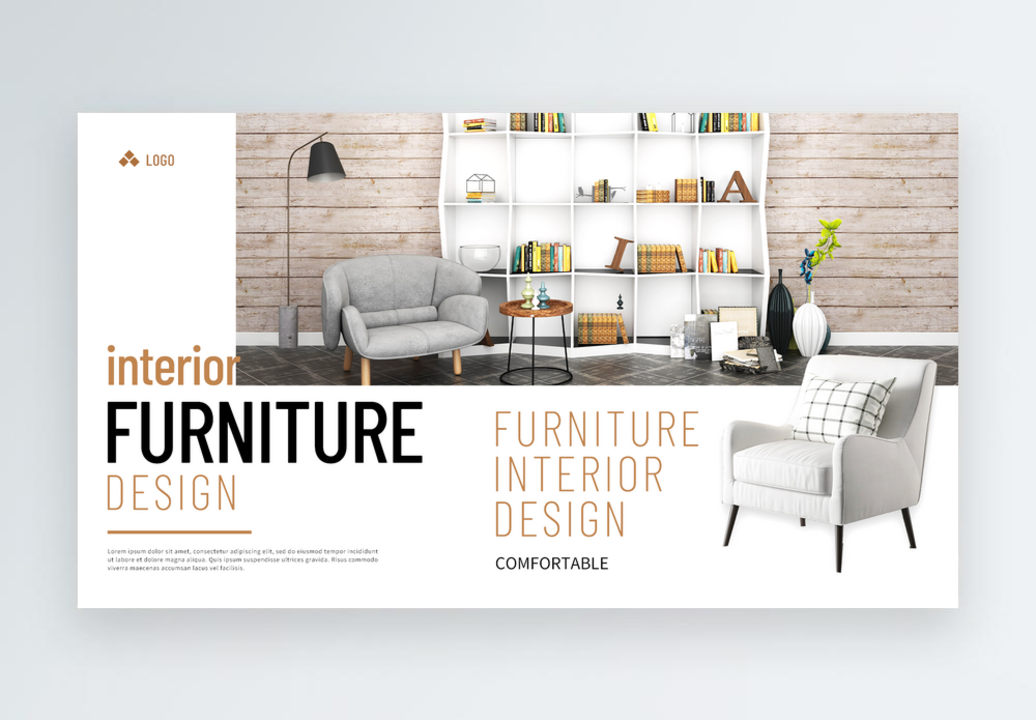 LOGO
A
I
interior
FURNITURE
DESIGN
Lorem ipsum dolor sit amet, consectetur adipiscing elit, sed do eiusmod tempor incididunt
ut labore et dolore magna aliqua. Quis ipsum suspendisse ultrices gravida. Risus commodo
viverra maecenas accumsan lacus vel facilisis.
FURNITURE
INTERIOR
DESIGN
COMFORTABLE